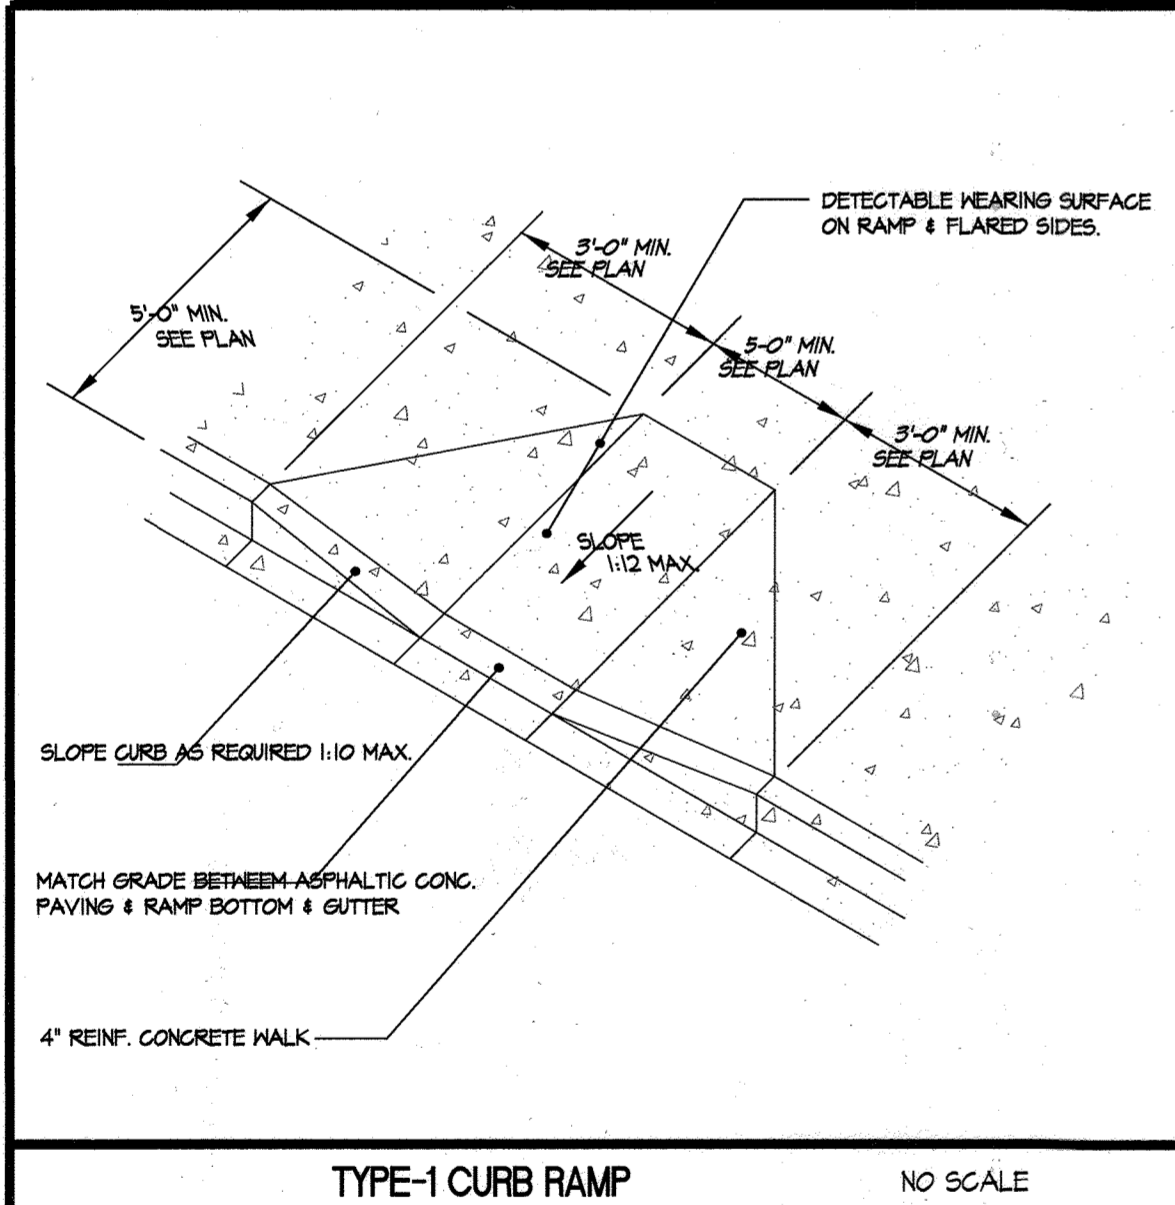 DETECTABLE WEARING SURFACE
ON RAMP & FLARED SIDES.
3'-0" MIN.
SEE PLAN
5'-0" MIN.
SEE PLAN
5-0" MIN.
SEE PLAN
3'-0" MIN.
SEE PLAN
SLOPE
1:12 MAX.
SLOPE CURB AS REQUIRED 1:10 MAX.
MATCH GRADE BETWEEM ASPHALTIC CONC.
PAVING & RAMP BOTTOM & GUTTER
4" REINF. CONCRETE WALK
TYPE-1 CURB RAMP
NO SCALE